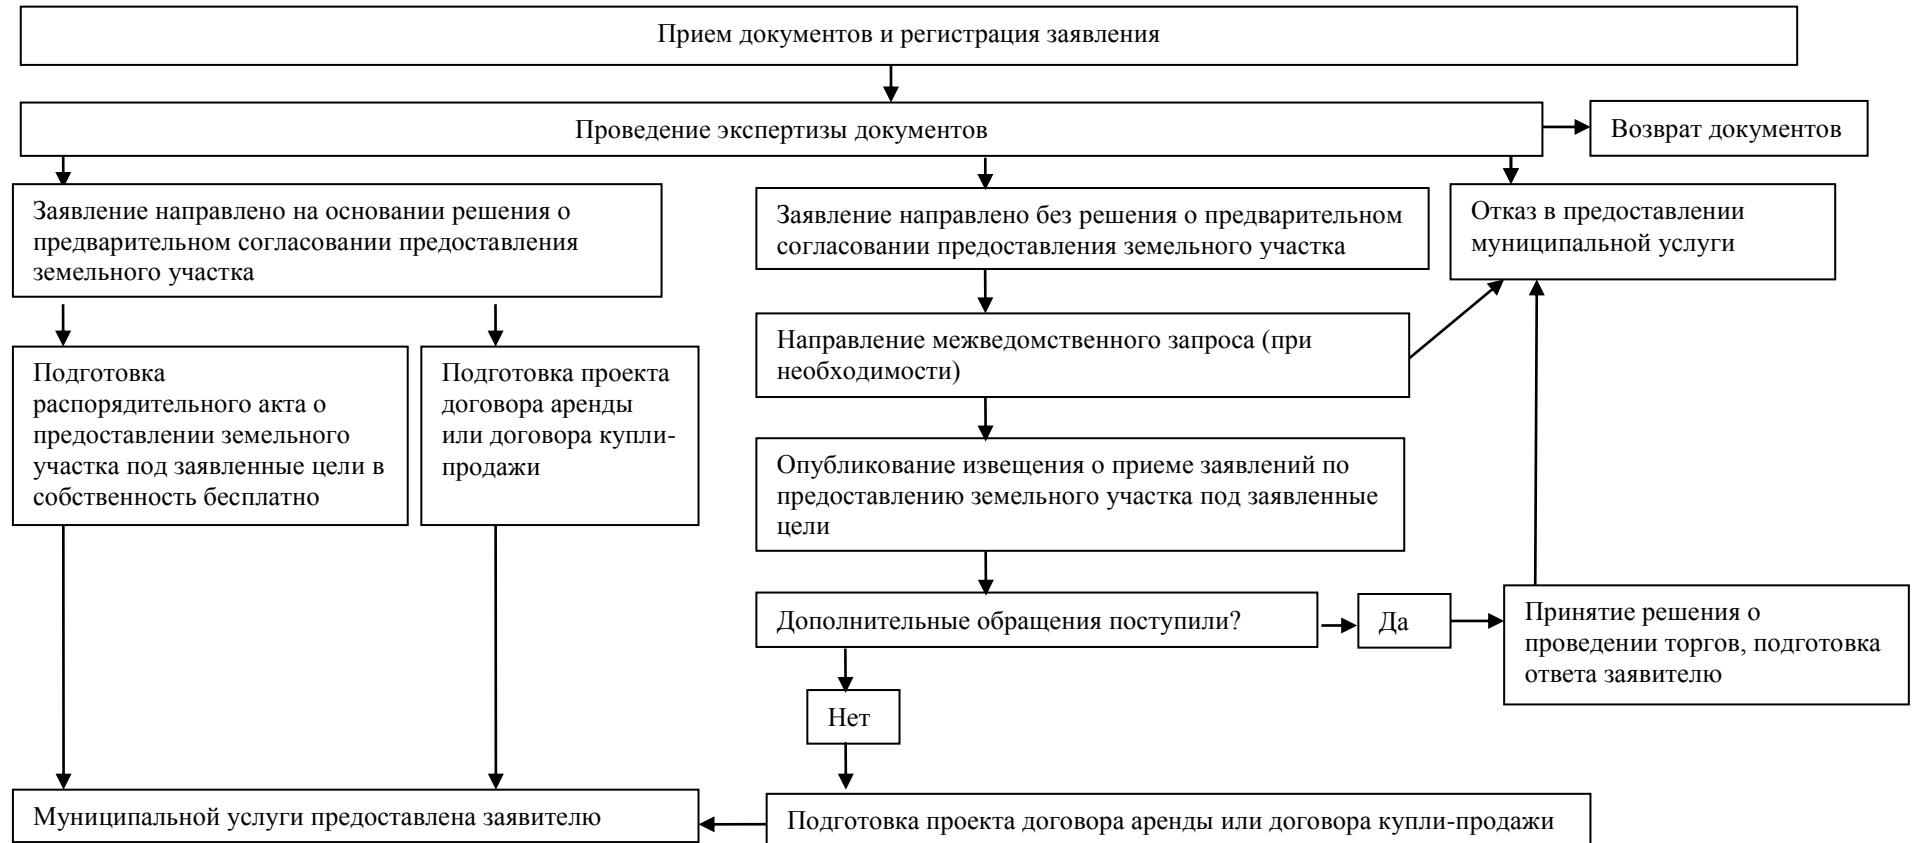 Прием документов и регистрация заявления
Проведение экспертизы документов
Возврат документов
Заявление направлено на основании решения о
предварительном согласовании предоставления
земельного участка
Заявление направлено без решения о предварительном
согласовании предоставления земельного участка
Отказ в предоставлении
муниципальной услуги
Направление межведомственного запроса (при
необходимости)
Подготовка
распорядительного акта о
предоставлении земельного
участка под заявленные цели в
собственность бесплатно
Подготовка проекта
договора аренды
или договора купли-
продажи
Опубликование извещения о приеме заявлений по
предоставлению земельного участка под заявленные
цели
Дополнительные обращения поступили?
Да
Принятие решения о
проведении торгов, подготовка
ответа заявителю
Нет
Муниципальной услуги предоставлена заявителю
Подготовка проекта договора аренды или договора купли-продажи